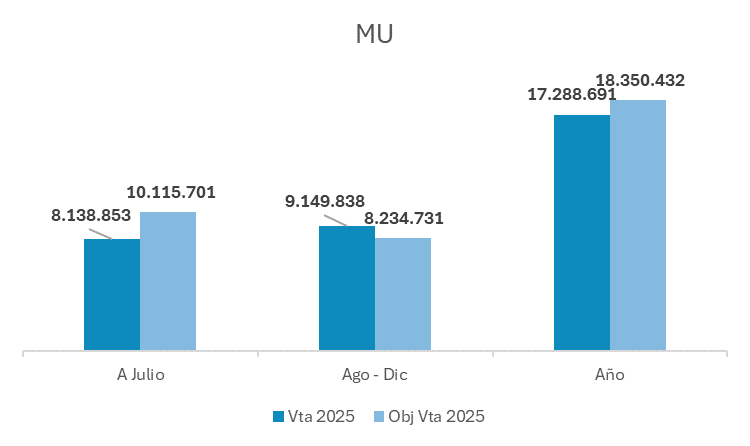 MU
18.350.432
17.288.691
10.115.701
8.138.853
9.149.838
8.234.731
A Julio
Ago - Dic
Año
Vta 2025
Obj Vta 2025